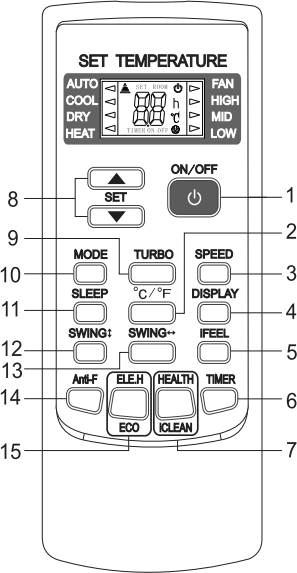 SET TEMPERATURE
AUTO SET ROOM FAN
COOL 88 h HIGH
DRY °C MID
HEAT TIMER ON OFF LOW
ON/OFF
8 SET 1
9 2
MODE TURBO SPEED
10 3
SLEEP °C/°F DISPLAY
11 4
SWING↕ SWING↔ IFEEL
12 5
13
Anti-F ELE.H HEALTH TIMER
14 6
ECO ICLEAN
15 7